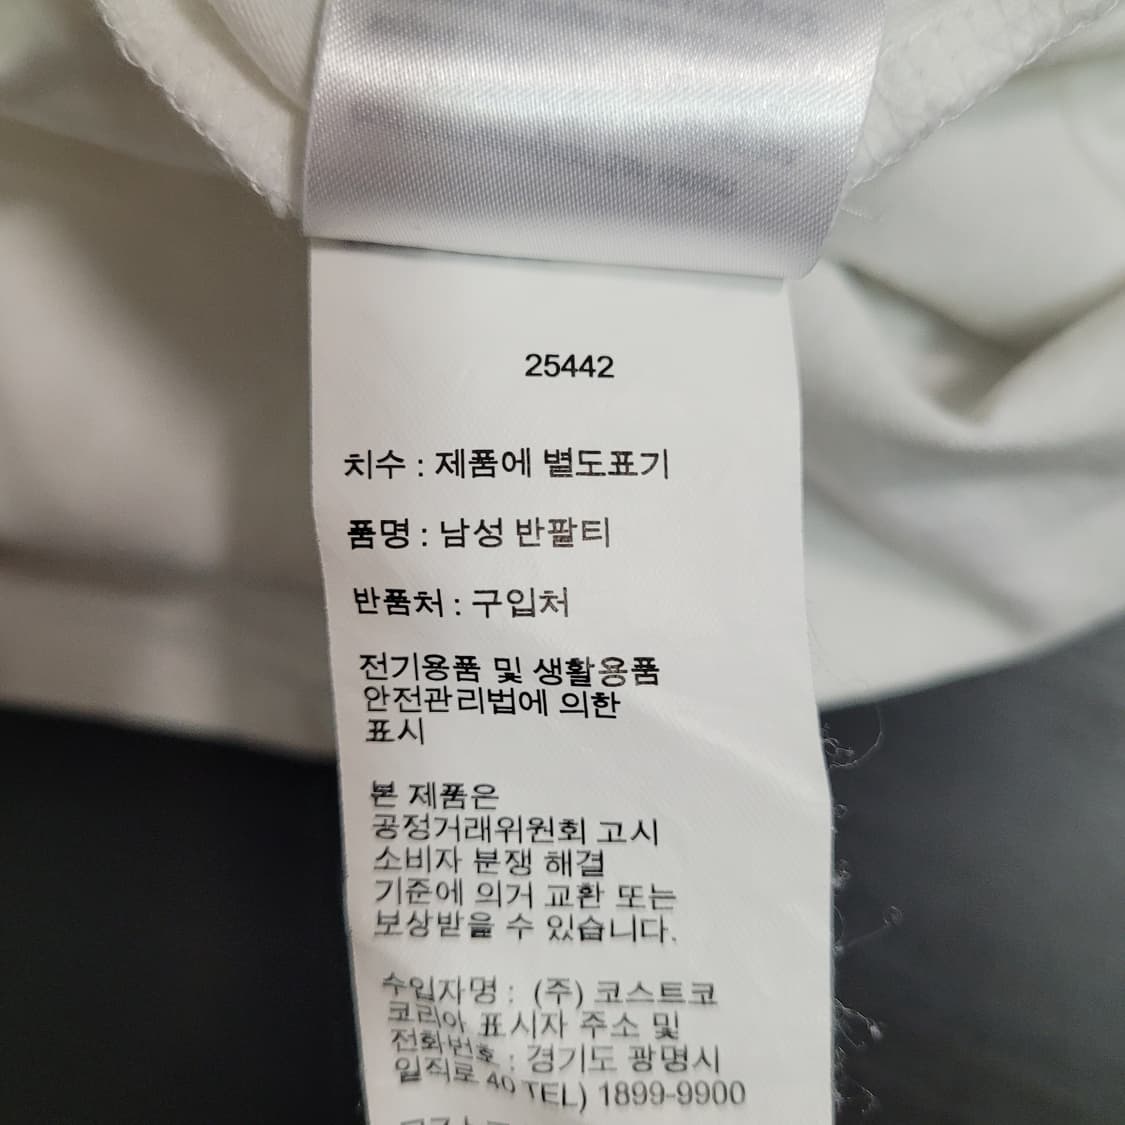 25442
치수 : 제품에 별도표기
품명 : 남성 반팔티
반품처 : 구입처
전기용품 및 생활용품
안전관리법에 의한
표시
본 제품은
공정거래위원회 고시
소비자 분쟁 해결
기준에 의거 교환 또는
보상받을 수 있습니다.
수입자명 : (주) 코스트코
코리아 표시자 주소 및
전화번호 : 경기도 광명시
일직로 40 TEL) 1899-9900